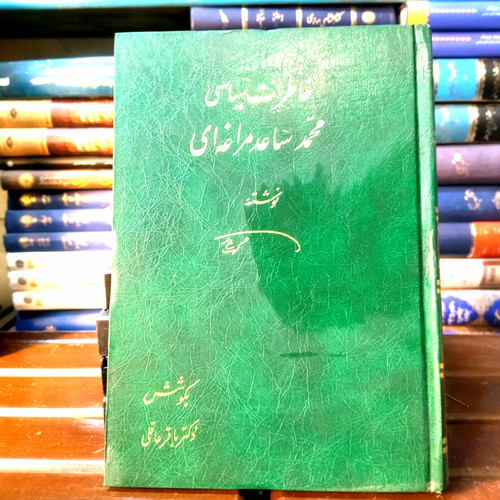 خاطرات سیاسی
محمد ساعد مراغه‌ای
نوشته
بکوشش
دکتر باقر عاقلی